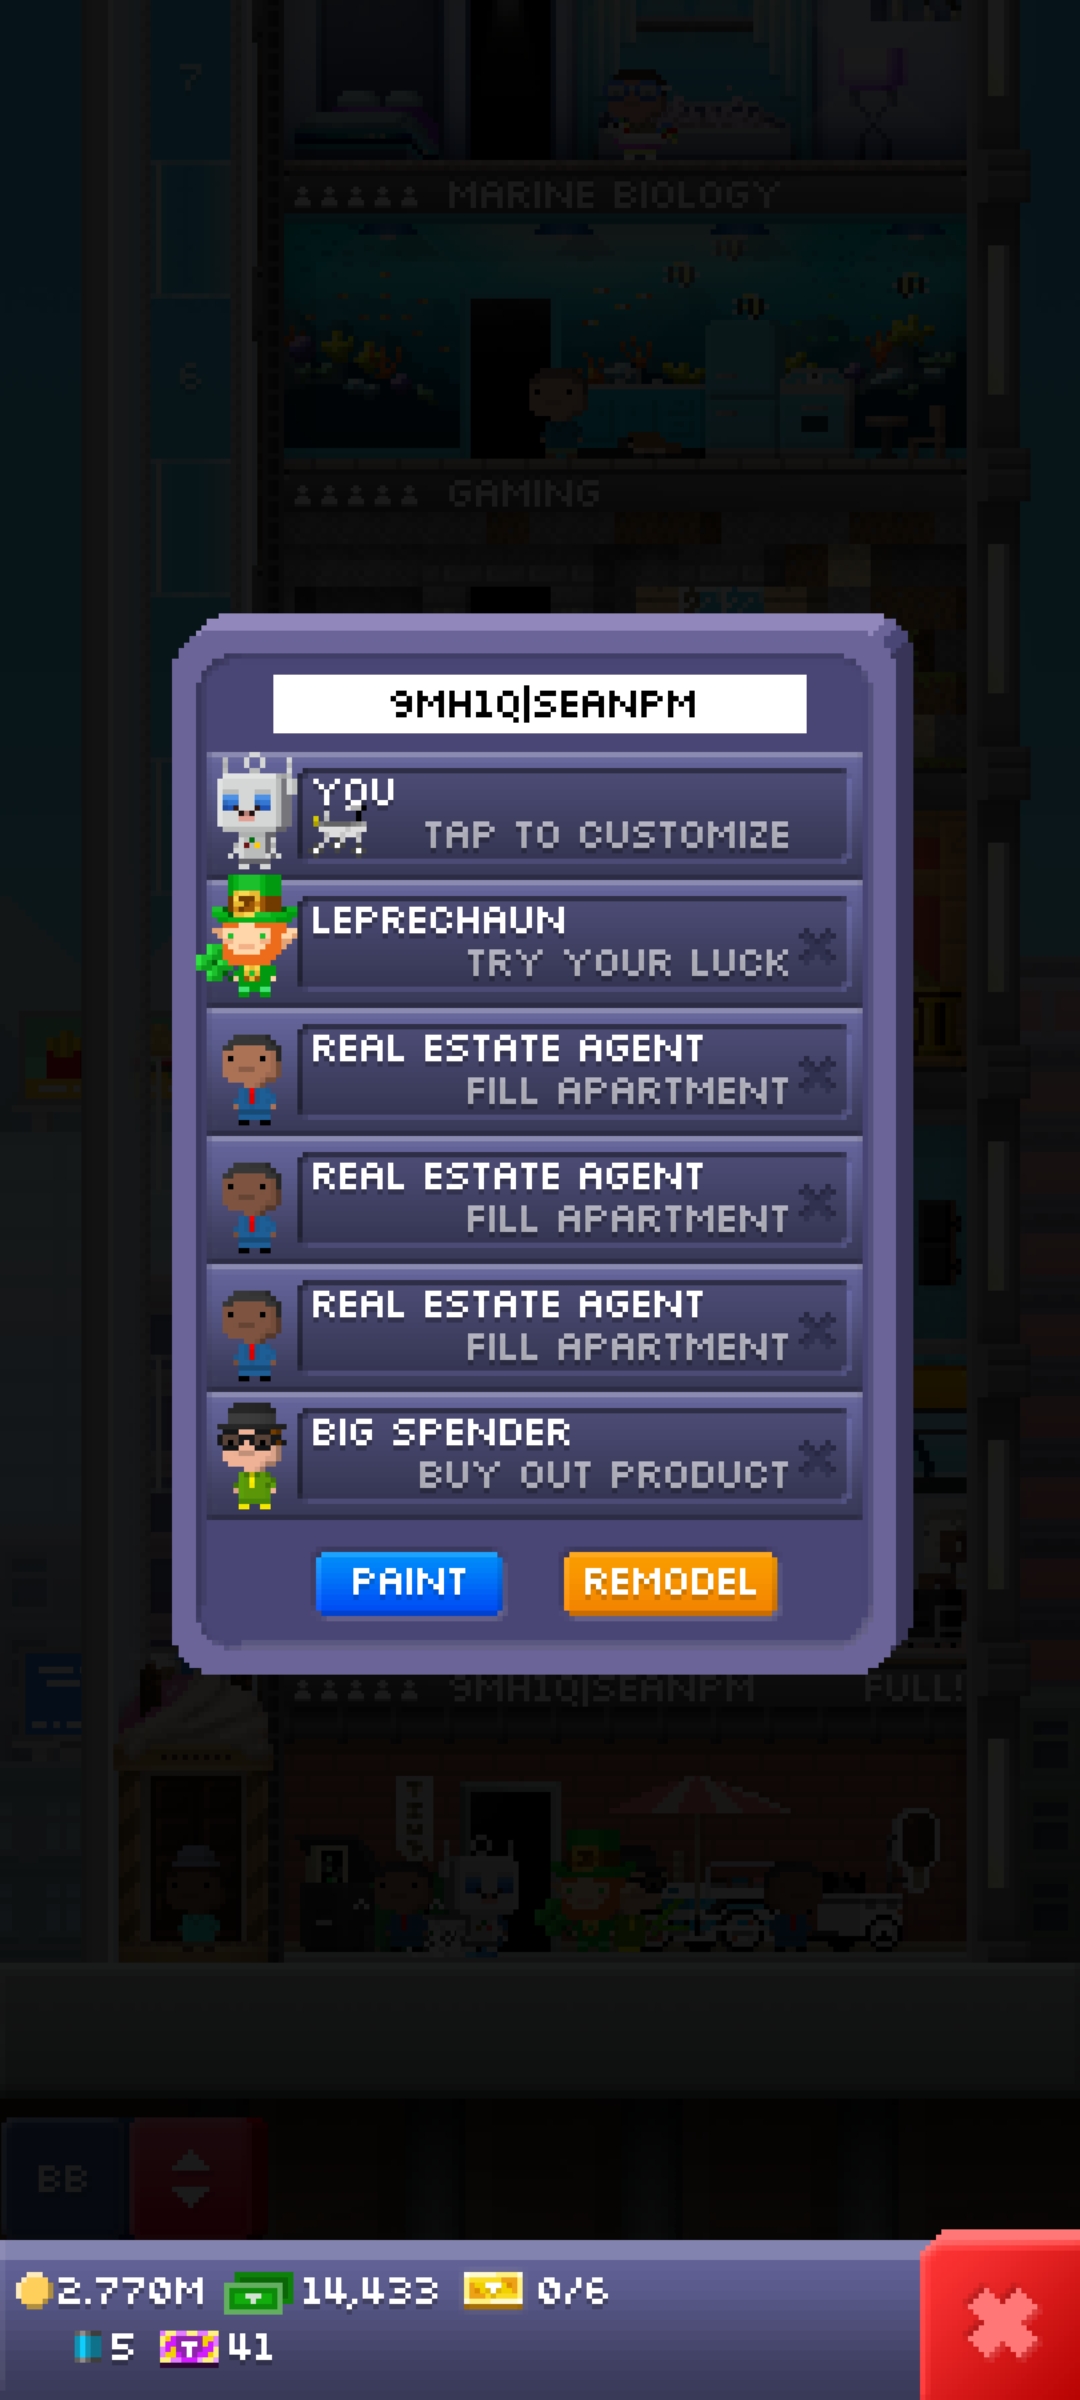 7
MARINE BIOLOGY
6
GAMING
9MH1Q|SEANPM
YOU
TAP TO CUSTOMIZE
LEPRECHAUN
TRY YOUR LUCK
REAL ESTATE AGENT
FILL APARTMENT
REAL ESTATE AGENT
FILL APARTMENT
REAL ESTATE AGENT
FILL APARTMENT
BIG SPENDER
BUY OUT PRODUCT
PAINT REMODEL
9MH1Q|SEANPM FULL!
BB
2.770M 14,433 0/6
5 41